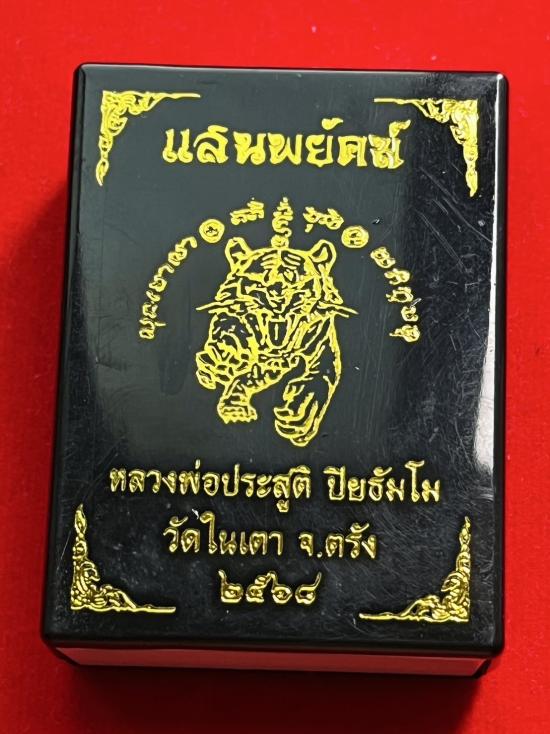 แสนพยัคฆ์
หลวงพ่อประสูติ ปิยธัมโม
วัดในเตา จ.ตรัง
๒๕๖๘